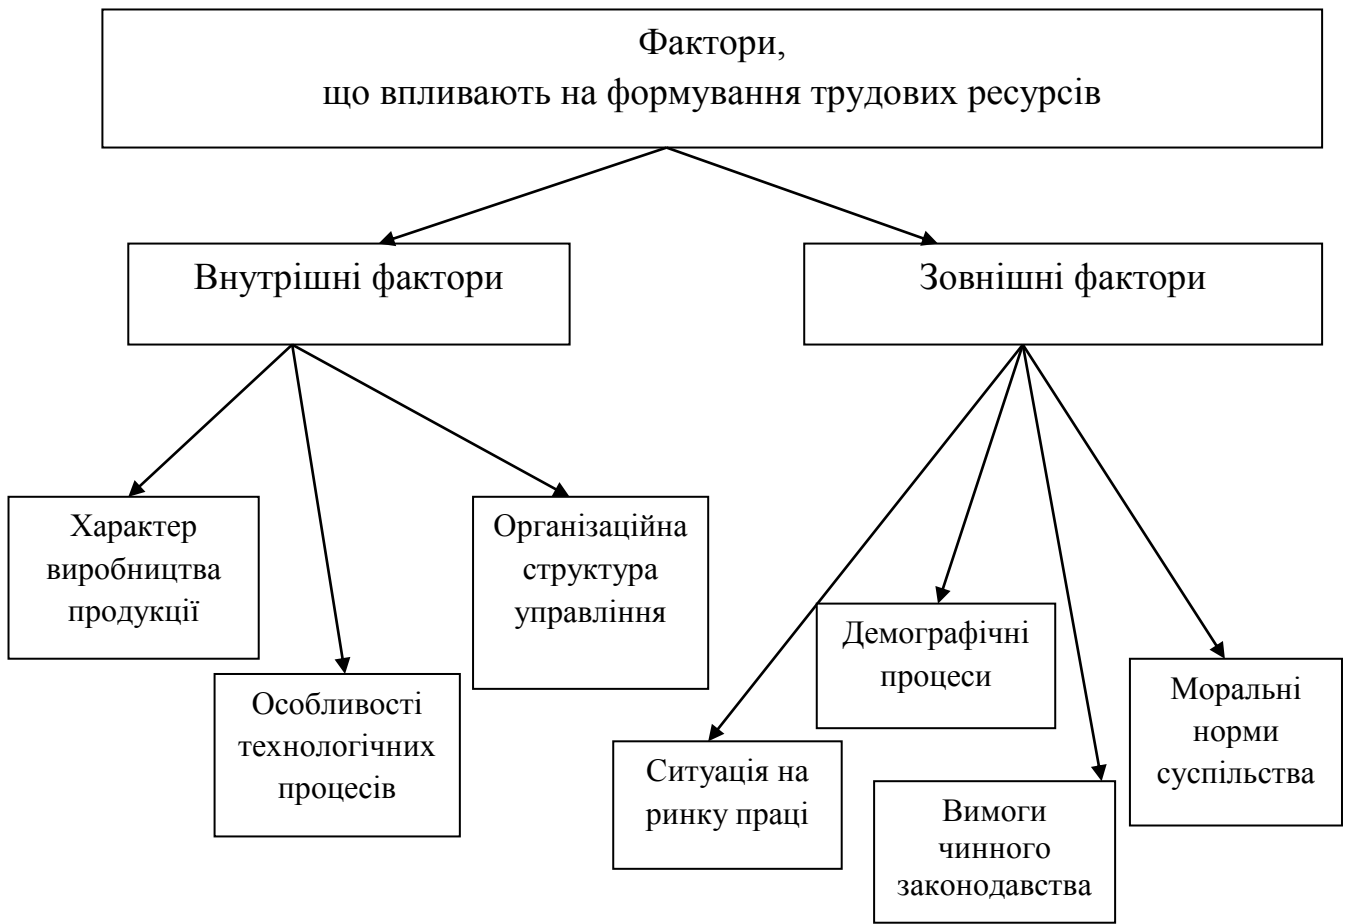 Фактори,
що впливають на формування трудових ресурсів
Внутрішні фактори
Зовнішні фактори
Характер
виробництва
продукції
Особливості
технологічних
процесів
Організаційна
структура
управління
Ситуація на
ринку праці
Демографічні
процеси
Вимоги
чинного
законодавства
Моральні
норми
суспільства